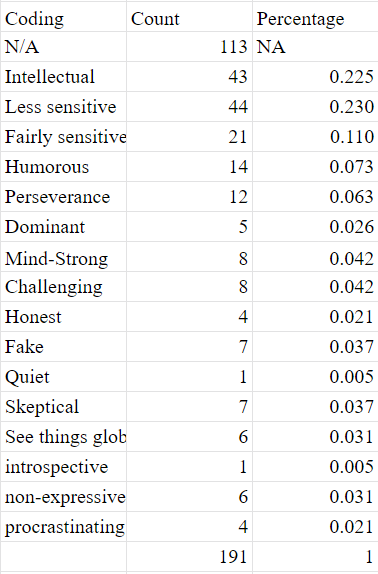 Coding Count Percentage
N/A 113 NA
Intellectual 43 0.225
Less sensitive 44 0.230
Fairly sensitive 21 0.110
Humorous 14 0.073
Perseverance 12 0.063
Dominant 5 0.026
Mind-Strong 8 0.042
Challenging 8 0.042
Honest 4 0.021
Fake 7 0.037
Quiet 1 0.005
Skeptical 7 0.037
See things glob 6 0.031
introspective 1 0.005
non-expressive 6 0.031
procrastinating 4 0.021
191 1